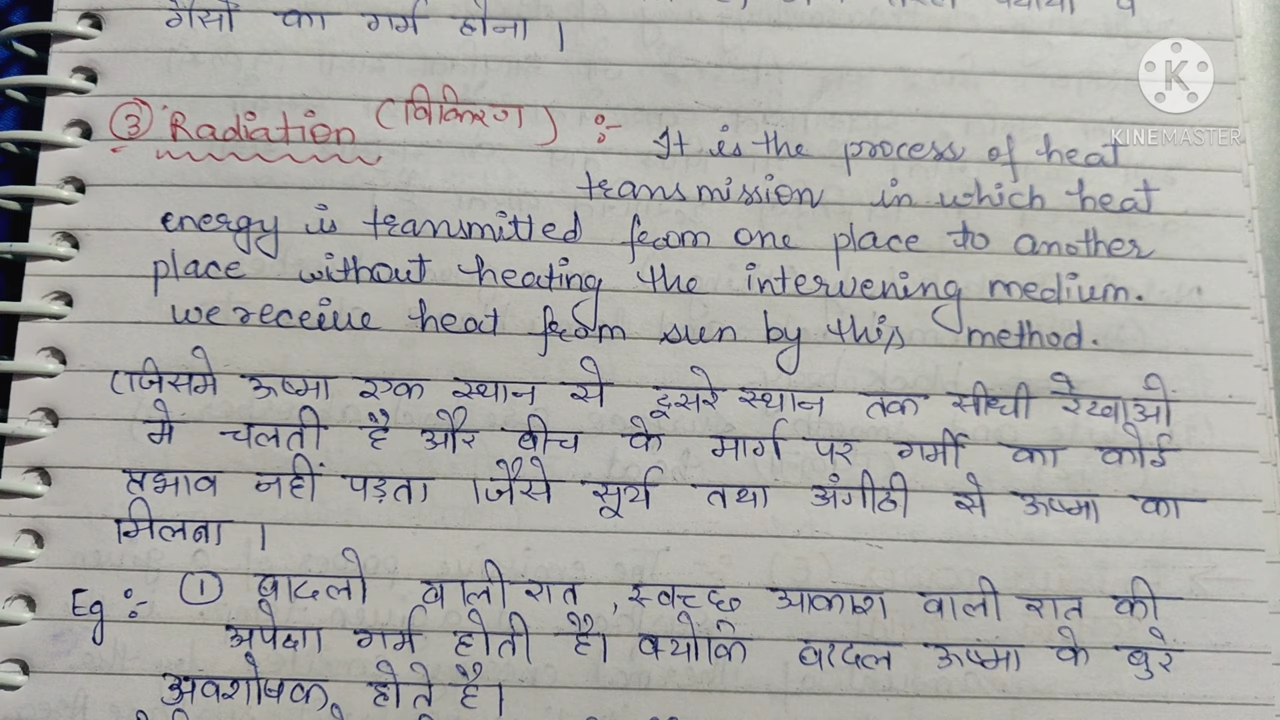 गैसों का गर्म होना ।
K
KINEMASTER
③ Radiation (विकिरण) :- It is the process of heat
transmission in which heat
energy is transmitted from one place to another
place without heating the intervening medium.
we receive heat from sun by this method.
(जिसमे ऊष्मा एक स्थान से दूसरे स्थान तक सीधी रेखाओं
में चलती है और बीच के मार्ग पर गर्मी का कोई
प्रभाव नहीं पड़ता । जैसे सूर्य तथा अंगीठी से ऊष्मा का
मिलना ।
Eg :- ① बादलो वाली रात , स्वच्छ आकाश वाली रात की
अपेक्षा गर्म होती है। क्योकि बादल ऊष्मा के बुरे
अवशोषक होते है।